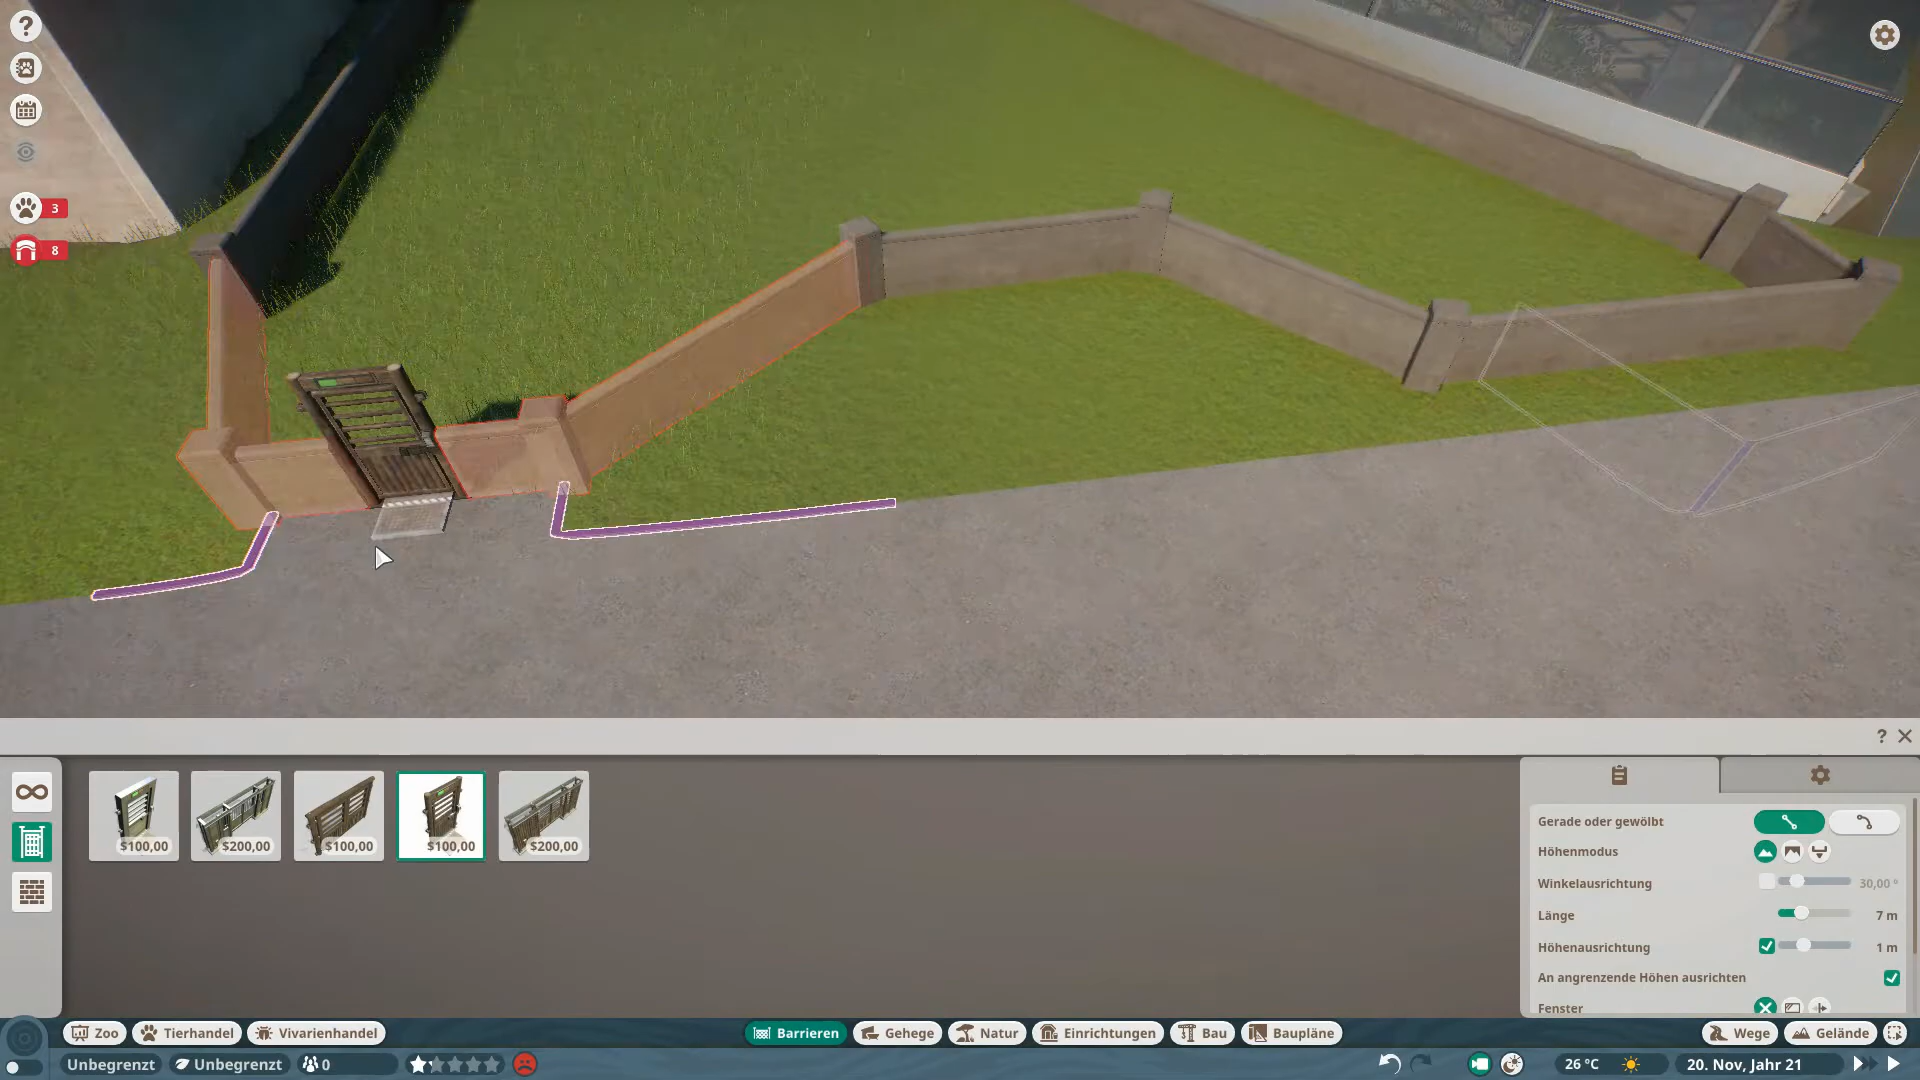 ?
3
8
? ✕
$100,00
$200,00
$100,00
$100,00
$200,00
Gerade oder gewölbt
Höhenmodus
Winkelausrichtung 30,00 °
Länge 7 m
Höhenausrichtung 1 m
An angrenzende Höhen ausrichten
Fenster
Zoo Tierhandel Vivarienhandel Barrieren Gehege Natur Einrichtungen Bau Baupläne Wege Gelände
Unbegrenzt Unbegrenzt 0 26 °C 20. Nov, Jahr 21